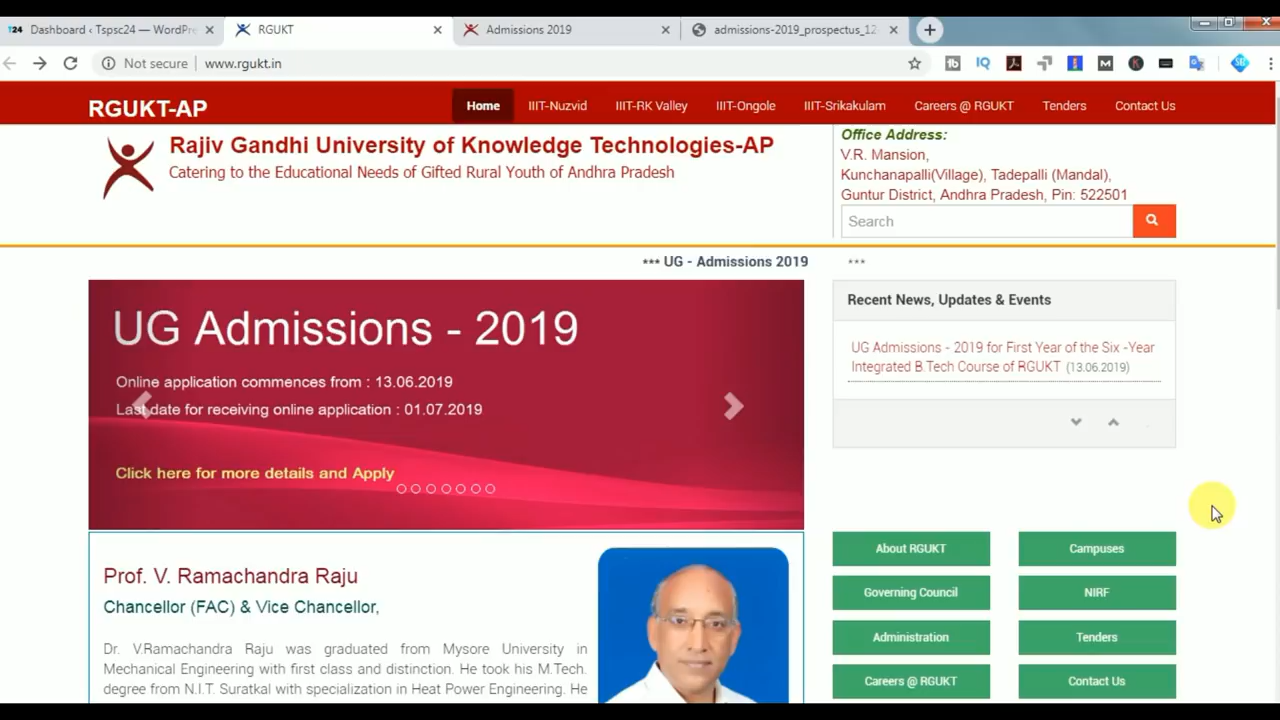 Dashboard ‹ Tspsc24 — WordPre
RGUKT
Admissions 2019
admissions-2019_prospectus_12
Not secure
www.rgukt.in
RGUKT-AP
Home
IIIT-Nuzvid
IIIT-RK Valley
IIIT-Ongole
IIIT-Srikakulam
Careers @ RGUKT
Tenders
Contact Us
Rajiv Gandhi University of Knowledge Technologies-AP
Catering to the Educational Needs of Gifted Rural Youth of Andhra Pradesh
Office Address:
V.R. Mansion,
Kunchanapalli(Village), Tadepalli (Mandal),
Guntur District, Andhra Pradesh, Pin: 522501
Search
*** UG - Admissions 2019 ***
UG Admissions - 2019
Online application commences from : 13.06.2019
Last date for receiving online application : 01.07.2019
Click here for more details and Apply
Recent News, Updates & Events
UG Admissions - 2019 for First Year of the Six -Year
Integrated B.Tech Course of RGUKT (13.06.2019)
About RGUKT
Campuses
Governing Council
NIRF
Administration
Tenders
Careers @ RGUKT
Contact Us
Prof. V. Ramachandra Raju
Chancellor (FAC) & Vice Chancellor,
Dr. V.Ramachandra Raju was graduated from Mysore University in
Mechanical Engineering with first class and distinction. He took his M.Tech.
degree from N.I.T. Suratkal with specialization in Heat Power Engineering. He